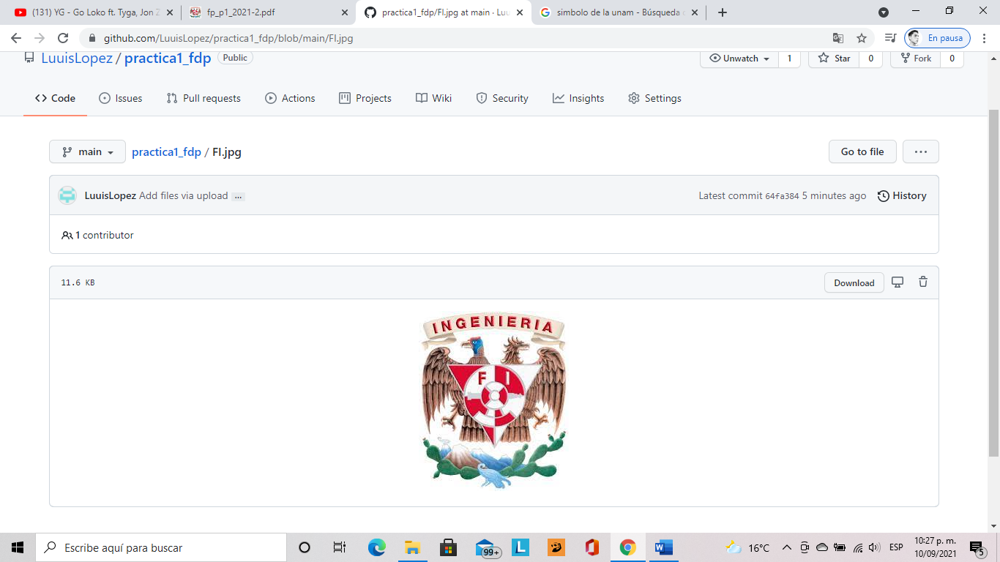 (131) YG - Go Loko ft. Tyga, Jon Z
fp_p1_2021-2.pdf
practica1_fdp/FI.jpg at main · Luu
simbolo de la unam - Búsqueda
github.com/LuuisLopez/practica1_fdp/blob/main/FI.jpg
En pausa
LuuisLopez / practica1_fdp Public
Unwatch 1 Star 0 Fork 0
Code Issues Pull requests Actions Projects Wiki Security Insights Settings
main practica1_fdp / FI.jpg Go to file ...
LuuisLopez Add files via upload ... Latest commit 64fa384 5 minutes ago History
1 contributor
11.6 KB Download
INGENIERIA
F I
Escribe aquí para buscar
99+
L
16°C
ESP
10:27 p. m.
10/09/2021
5